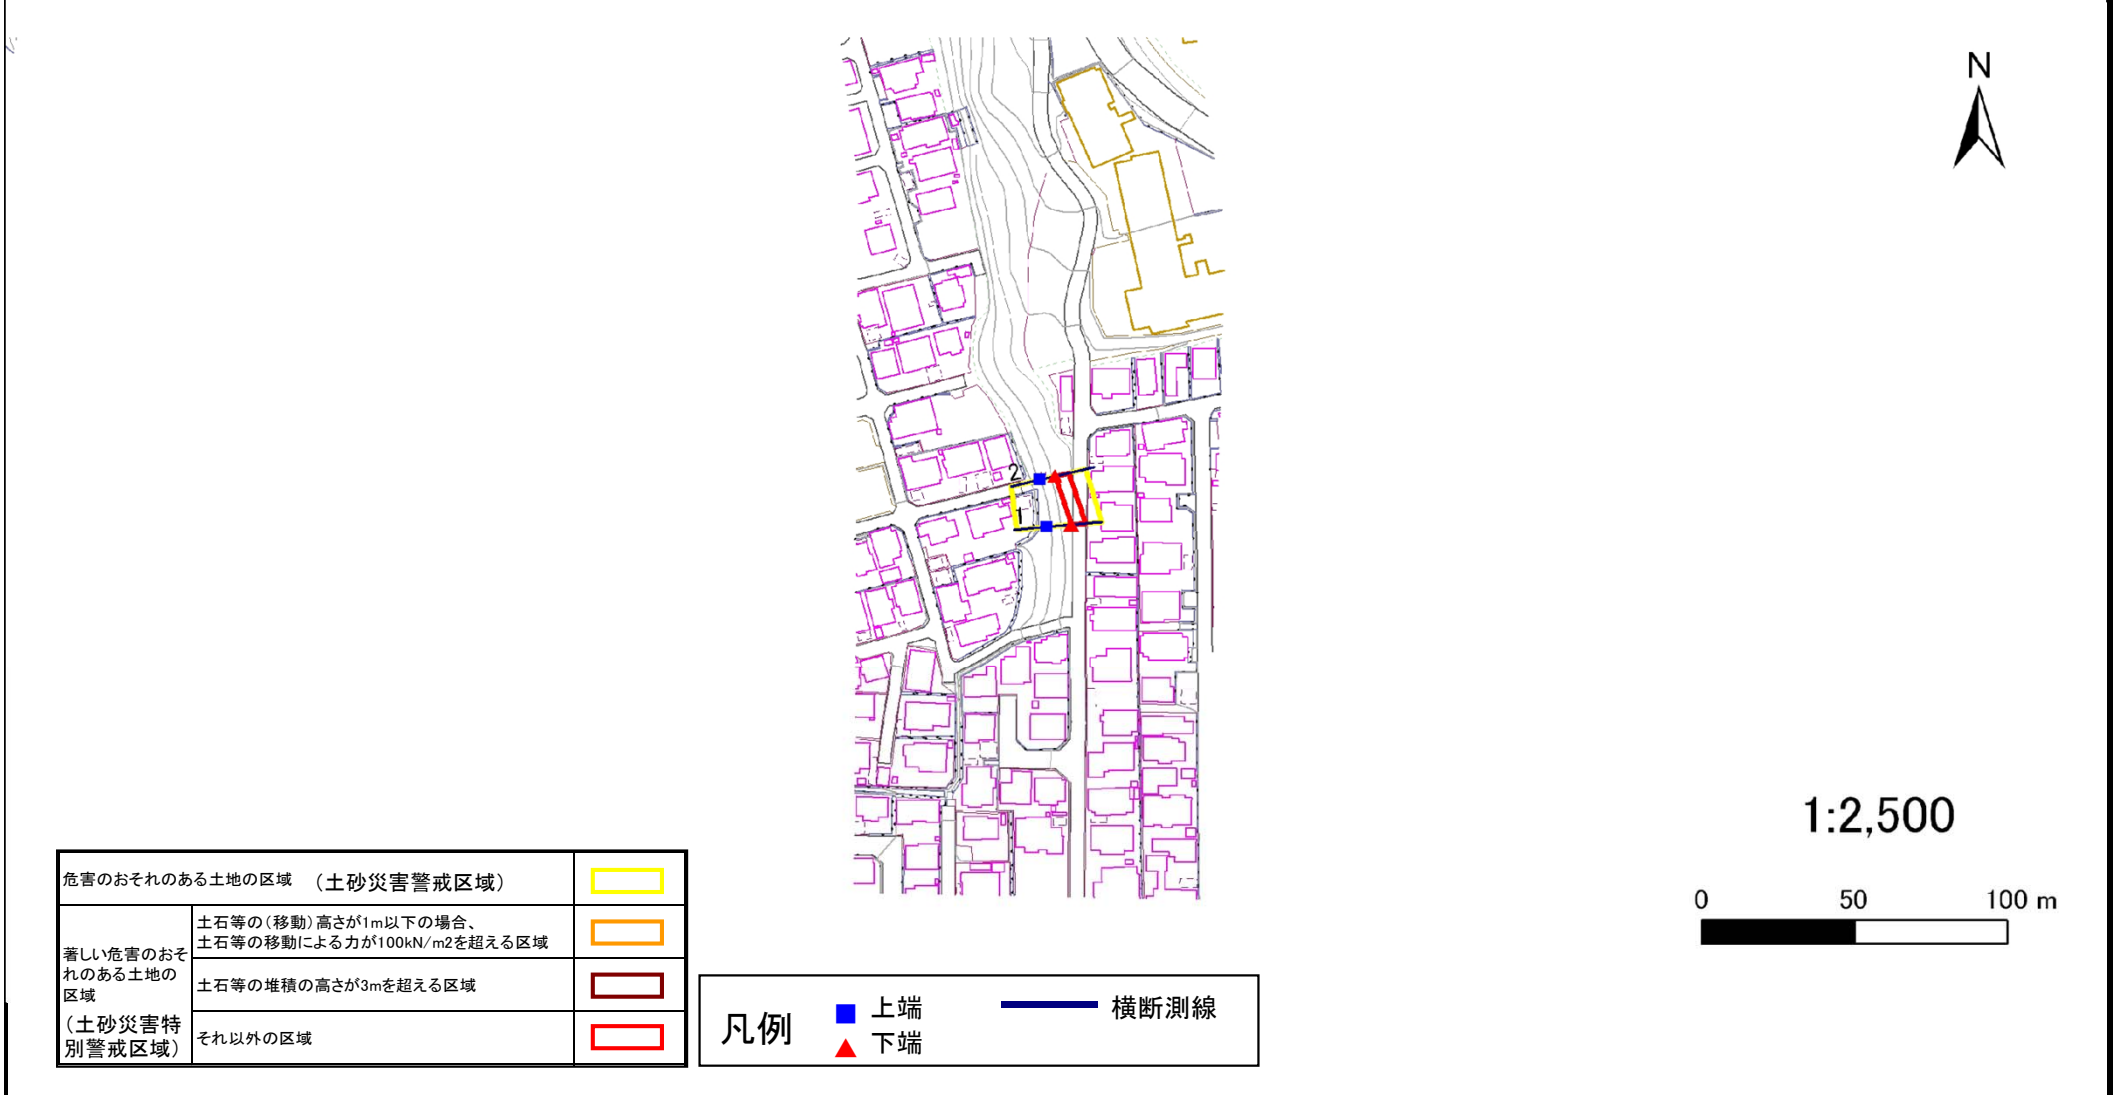 N
2
1
1:2,500
0 50 100 m
危害のおそれのある土地の区域 （土砂災害警戒区域）
著しい危害のおそ
れのある土地の
区域
（土砂災害特
別警戒区域）
土石等の（移動）高さが1m以下の場合、
土石等の移動による力が100kN/m2を超える区域
土石等の堆積の高さが3mを超える区域
それ以外の区域
凡例
上端
下端
横断測線